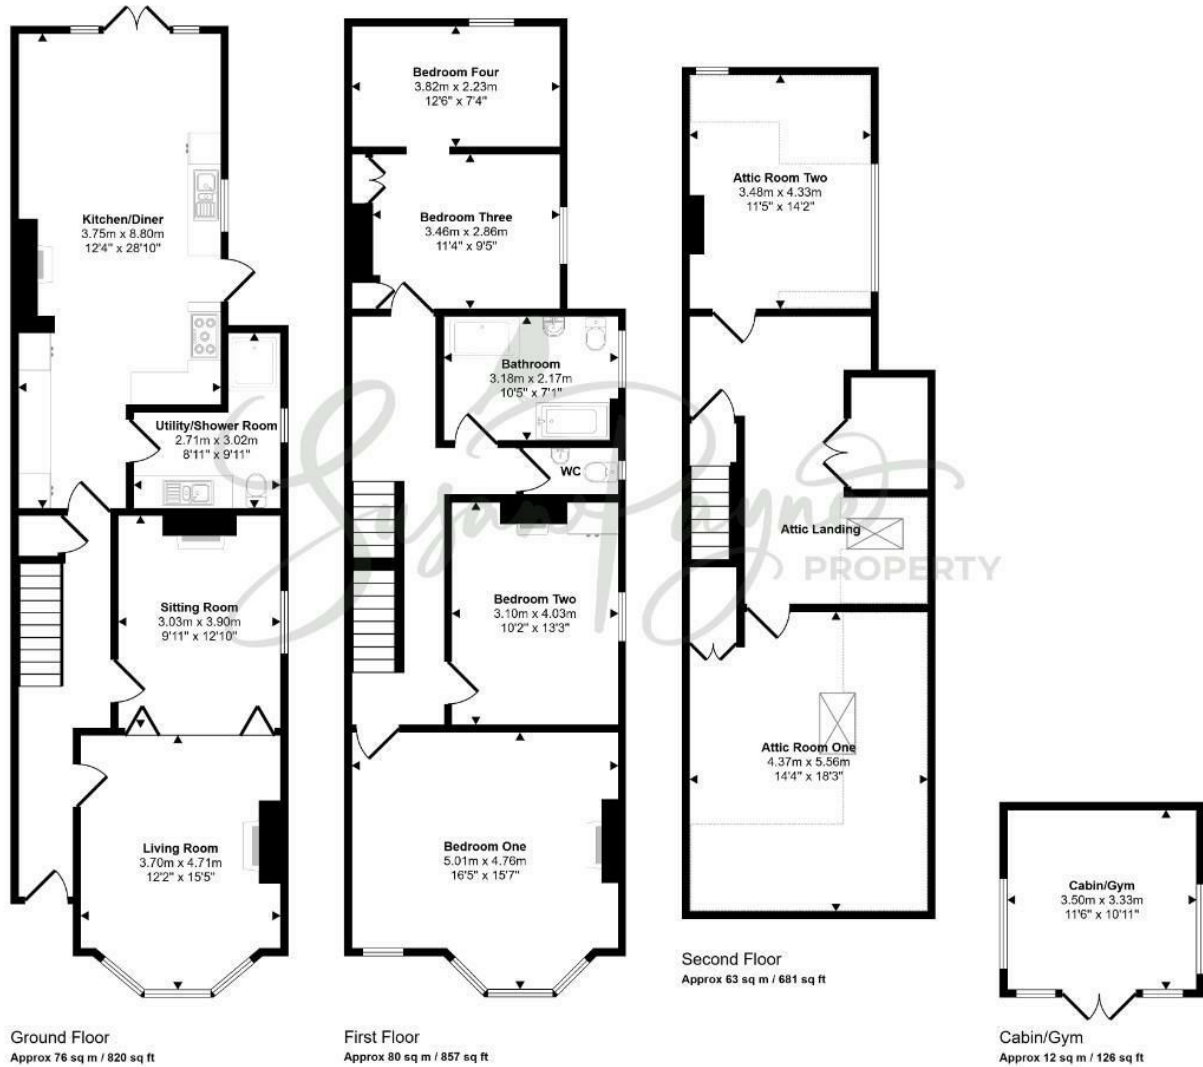 Kitchen/Diner
3.75m x 8.80m
12'4" x 28'10"
Utility/Shower Room
2.71m x 3.02m
8'11" x 9'11"
Sitting Room
3.03m x 3.90m
9'11" x 12'10"
Living Room
3.70m x 4.71m
12'2" x 15'5"
Ground Floor
Approx 76 sq m / 820 sq ft
Bedroom Four
3.82m x 2.23m
12'6" x 7'4"
Bedroom Three
3.46m x 2.86m
11'4" x 9'5"
Bathroom
3.18m x 2.17m
10'5" x 7'1"
WC
Bedroom Two
3.10m x 4.03m
10'2" x 13'3"
Bedroom One
5.01m x 4.76m
16'5" x 15'7"
First Floor
Approx 80 sq m / 857 sq ft
Attic Room Two
3.48m x 4.33m
11'5" x 14'2"
Attic Landing
Attic Room One
4.37m x 5.56m
14'4" x 18'3"
Second Floor
Approx 63 sq m / 681 sq ft
Cabin/Gym
3.50m x 3.33m
11'6" x 10'11"
Cabin/Gym
Approx 12 sq m / 126 sq ft
Susan Payne
PROPERTY